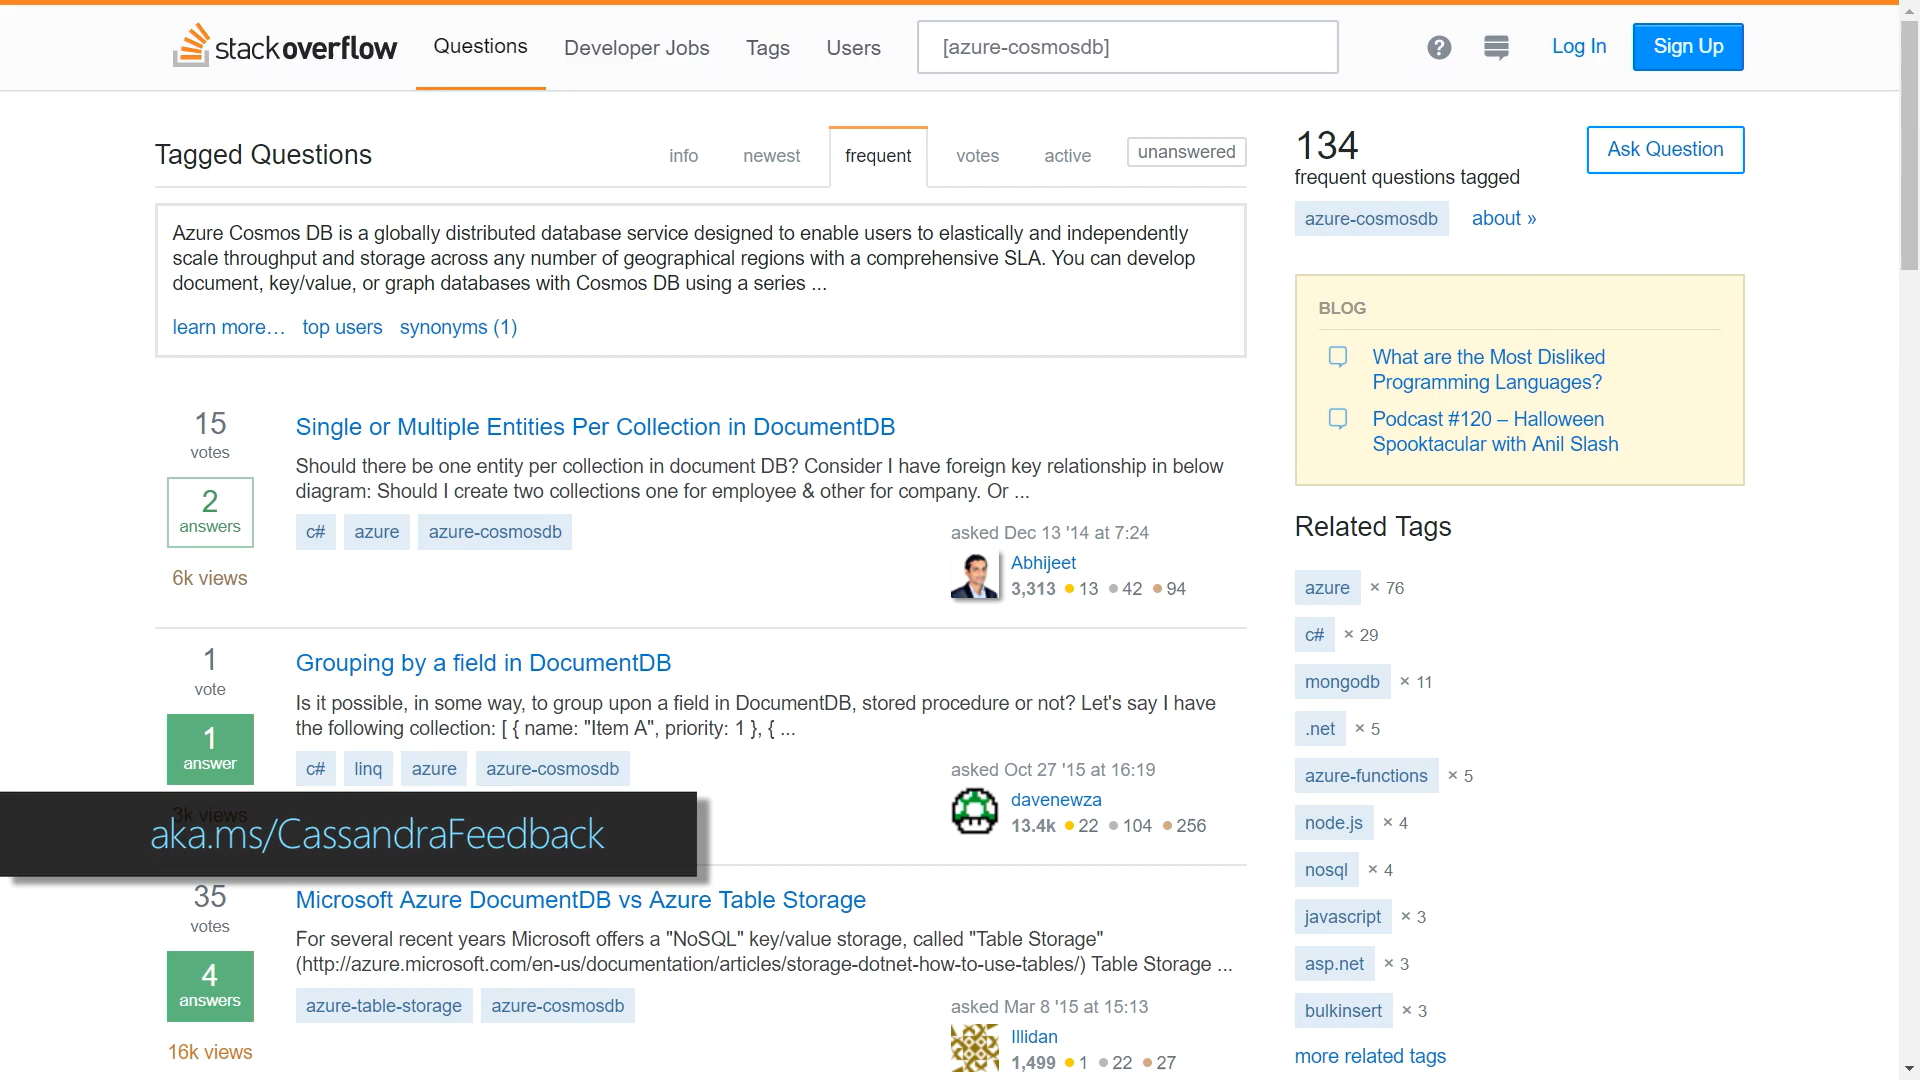 stackoverflow Questions Developer Jobs Tags Users [azure-cosmosdb] ? Log In Sign Up
Tagged Questions info newest frequent votes active unanswered
Azure Cosmos DB is a globally distributed database service designed to enable users to elastically and independently
scale throughput and storage across any number of geographical regions with a comprehensive SLA. You can develop
document, key/value, or graph databases with Cosmos DB using a series ...
learn more… top users synonyms (1)
15
votes
2
answers
6k views
Single or Multiple Entities Per Collection in DocumentDB
Should there be one entity per collection in document DB? Consider I have foreign key relationship in below
diagram: Should I create two collections one for employee & other for company. Or ...
c# azure azure-cosmosdb
asked Dec 13 '14 at 7:24
Abhijeet
3,313 13 42 94
1
vote
1
answer
3k views
Grouping by a field in DocumentDB
Is it possible, in some way, to group upon a field in DocumentDB, stored procedure or not? Let's say I have
the following collection: [ { name: "Item A", priority: 1 }, { ...
c# linq azure azure-cosmosdb
asked Oct 27 '15 at 16:19
davenewza
13.4k 22 104 256
aka.ms/CassandraFeedback
35
votes
4
answers
16k views
Microsoft Azure DocumentDB vs Azure Table Storage
For several recent years Microsoft offers a "NoSQL" key/value storage, called "Table Storage"
(http://azure.microsoft.com/en-us/documentation/articles/storage-dotnet-how-to-use-tables/) Table Storage ...
azure-table-storage azure-cosmosdb
asked Mar 8 '15 at 15:13
Illidan
1,499 1 22 27
134
frequent questions tagged
Ask Question
azure-cosmosdb about »
BLOG
What are the Most Disliked
Programming Languages?
Podcast #120 – Halloween
Spooktacular with Anil Slash
Related Tags
azure × 76
c# × 29
mongodb × 11
.net × 5
azure-functions × 5
node.js × 4
nosql × 4
javascript × 3
asp.net × 3
bulkinsert × 3
more related tags